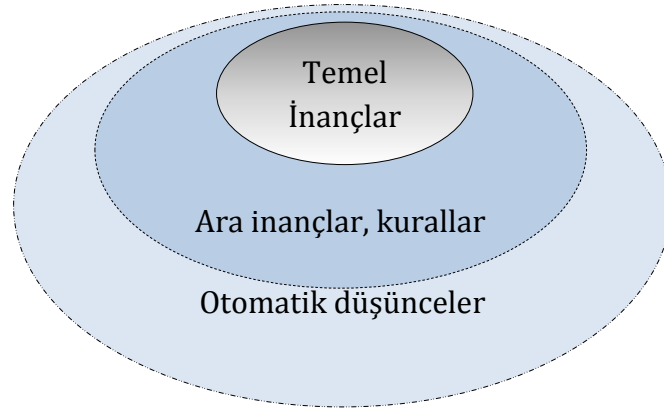 Temel
İnançlar
Ara inançlar, kurallar
Otomatik düşünceler